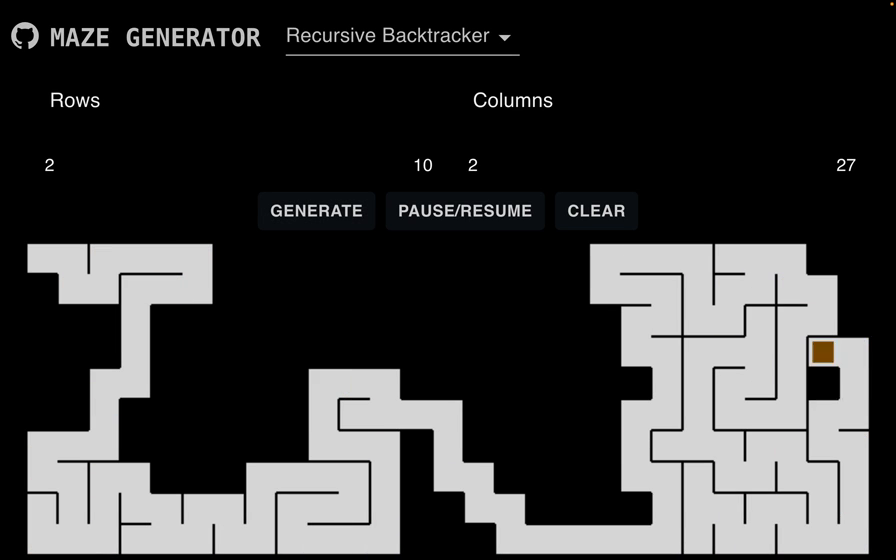 MAZE GENERATOR Recursive Backtracker
Rows Columns
2 10 2 27
GENERATE PAUSE/RESUME CLEAR